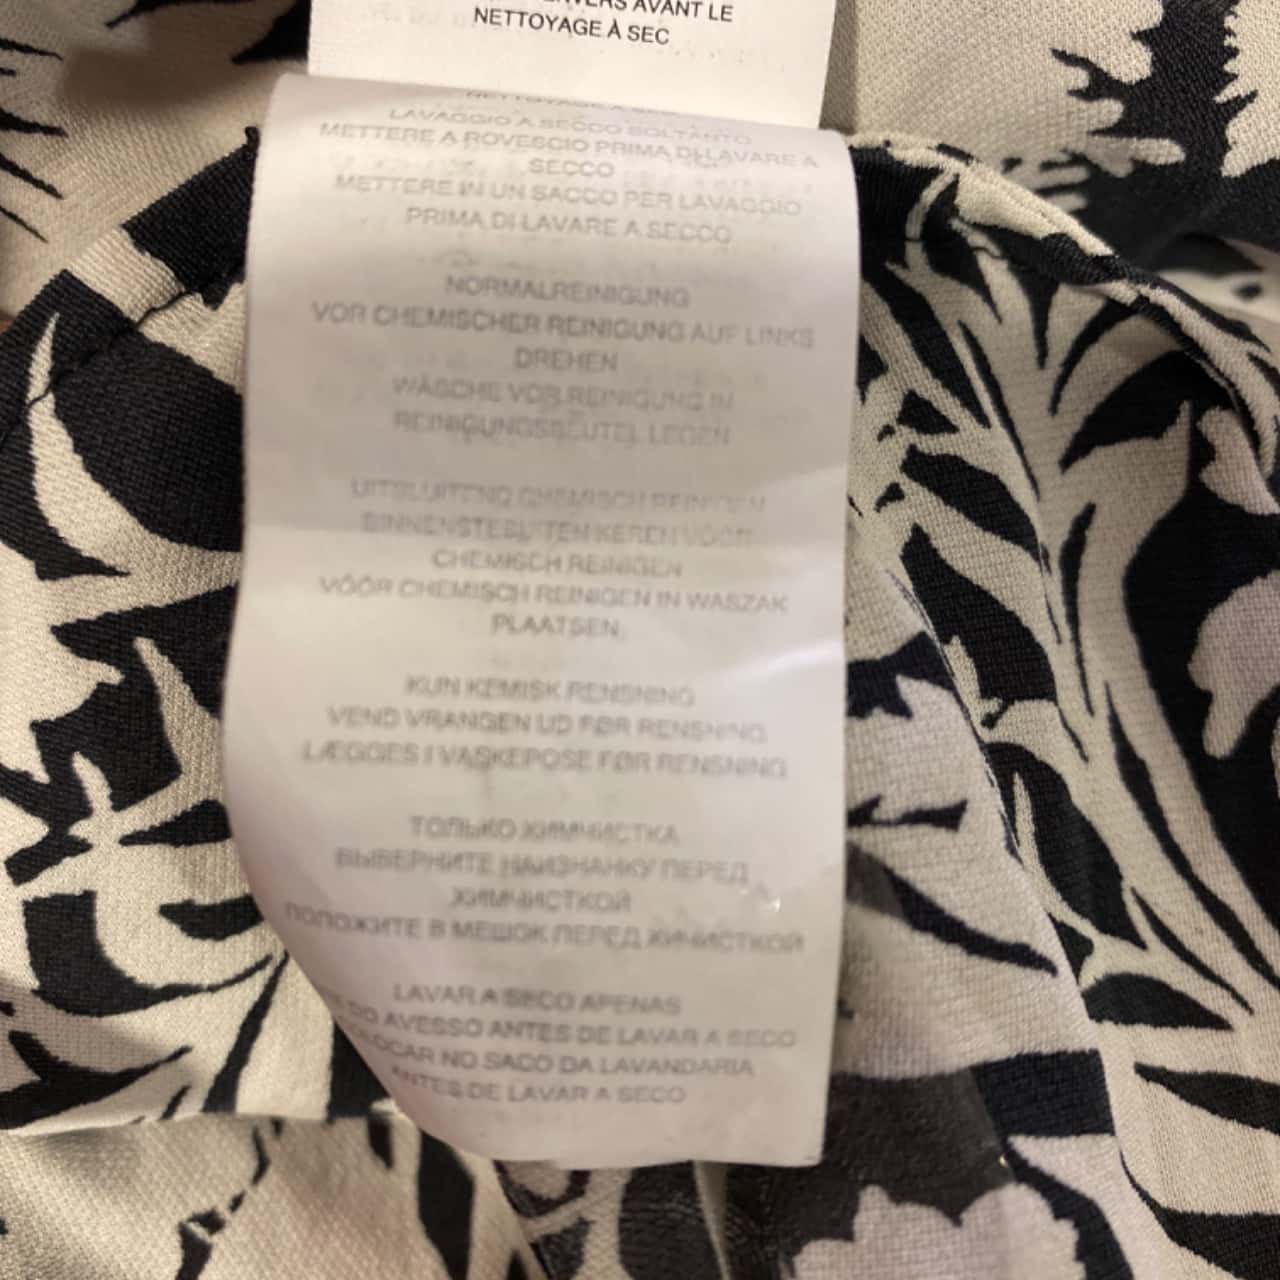 AVANT LE
NETTOYAGE À SEC
LAVAGGIO A SECCO SOLTANTO
METTERE A ROVESCIO PRIMA DI LAVARE A
SECCO
METTERE IN UN SACCO PER LAVAGGIO
PRIMA DI LAVARE A SECCO
NORMALREINIGUNG
VOR CHEMISCHER REINIGUNG AUF LINKS
DREHEN
WÄSCHE VOR REINIGUNG IN
REINIGUNGSBEUTEL LEGEN
UITSLUITEND CHEMISCH REINIGEN
BINNENSTEBUITEN KEREN VÓÓR
CHEMISCH REINIGEN
VÓÓR CHEMISCH REINIGEN IN WASZAK
PLAATSEN
KUN KEMISK RENSNING
VEND VRANGEN UD FØR RENSNING
LÆGGES I VASKEPOSE FØR RENSNING
ТОЛЬКО ХИМЧИСТКА
ВЫВЕРНИТЕ НАИЗНАНКУ ПЕРЕД
ХИМЧИСТКОЙ
ПОЛОЖИТЕ В МЕШОК ПЕРЕД ХИМЧИСТКОЙ
LAVAR A SECO APENAS
DO AVESSO ANTES DE LAVAR A SECO
NO SACO DA LAVANDARIA
ANTES DE LAVAR A SECO